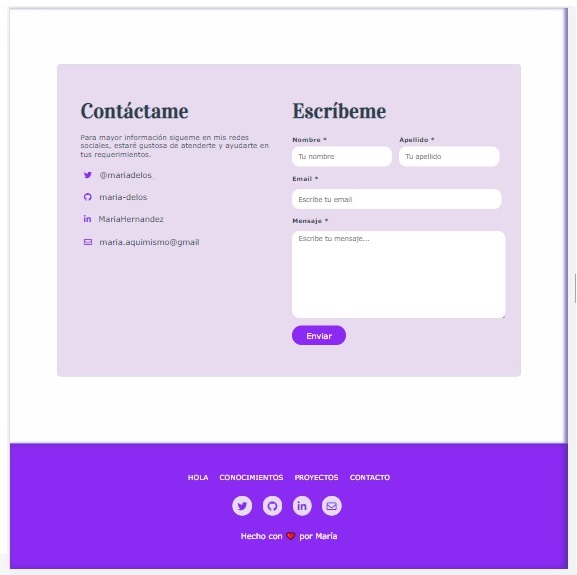 Contáctame
Para mayor información sigueme en mis redes
sociales, estaré gustosa de atenderte y ayudarte en
tus requerimientos.
@mariadelos_
maria-delos
MariaHernandez
maria.aquimismo@gmail
Escríbeme
Nombre * Apellido *
Tu nombre Tu apellido
Email *
Escribe tu email
Mensaje *
Escribe tu mensaje...
Enviar
HOLA CONOCIMIENTOS PROYECTOS CONTACTO
Hecho con ❤ por María